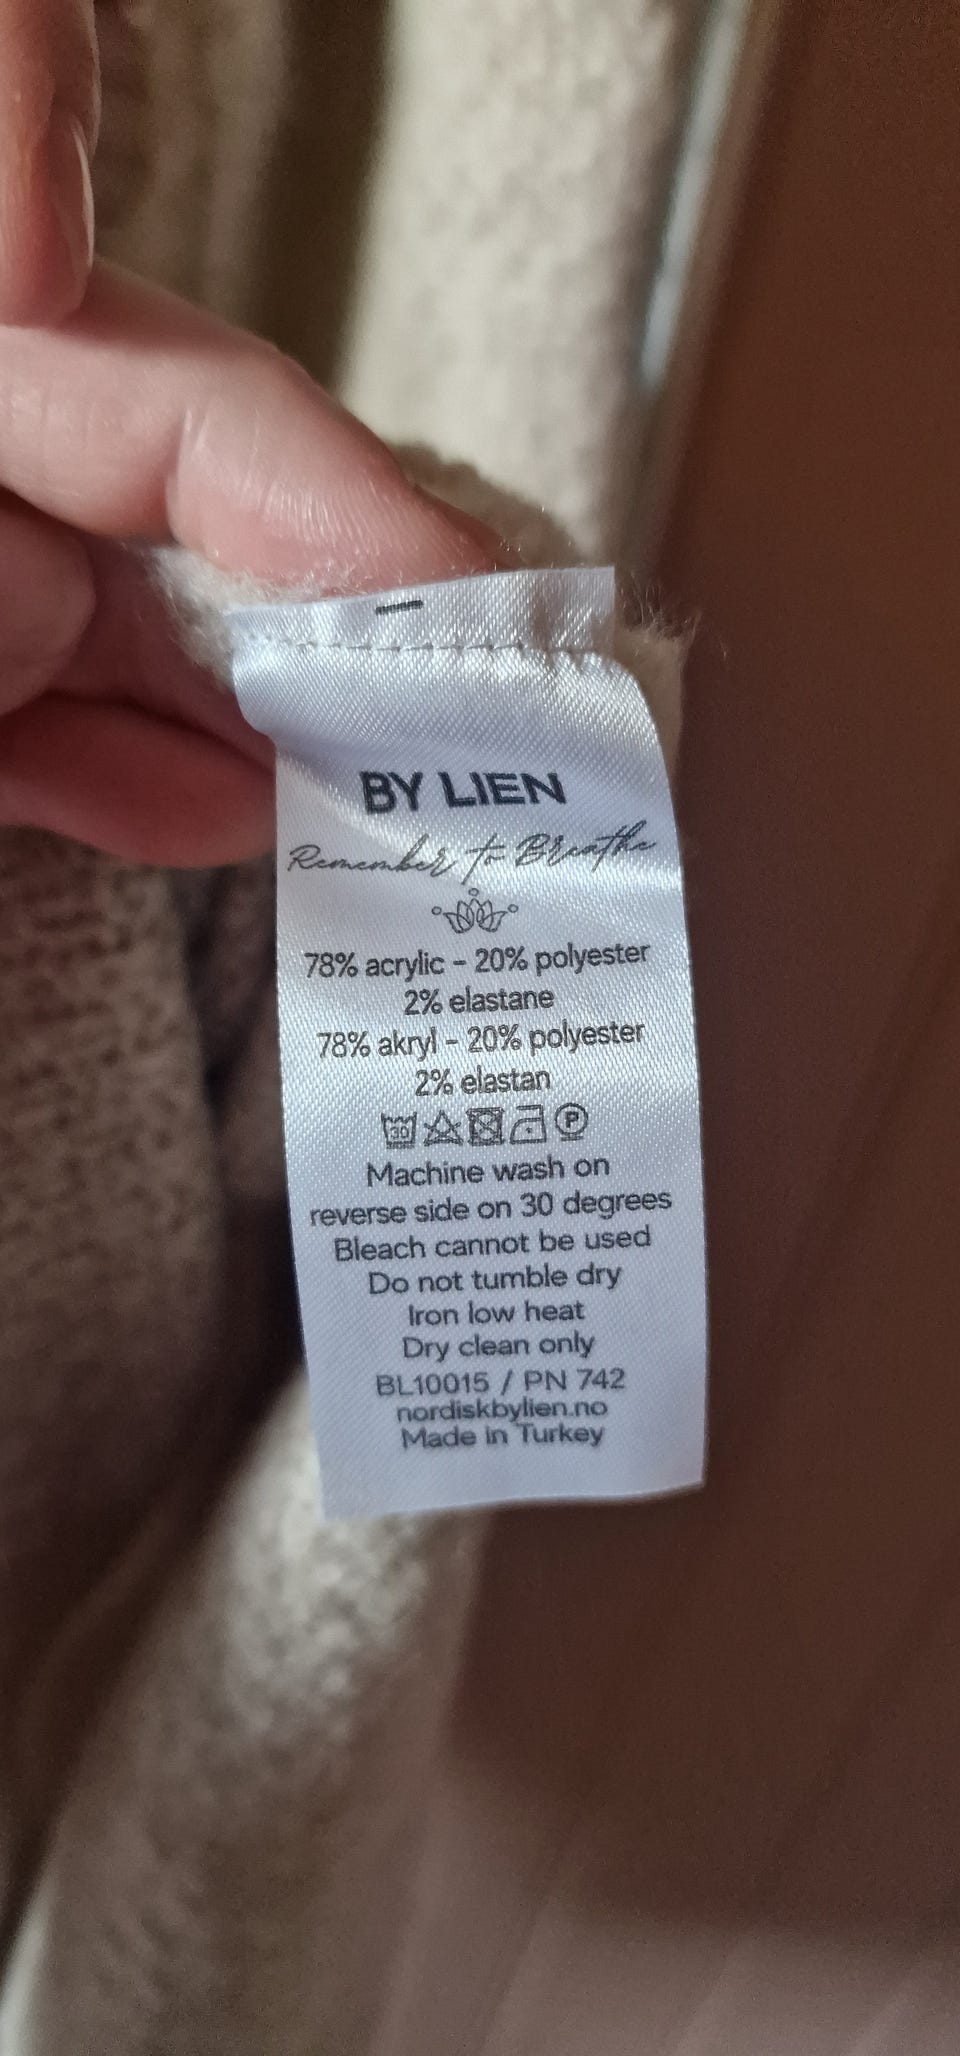 BY LIEN
Remember to Breathe
78% acrylic - 20% polyester
2% elastane
78% akryl - 20% polyester
2% elastan
30 P
Machine wash on
reverse side on 30 degrees
Bleach cannot be used
Do not tumble dry
Iron low heat
Dry clean only
BL10015 / PN 742
nordiskbylien.no
Made in Turkey